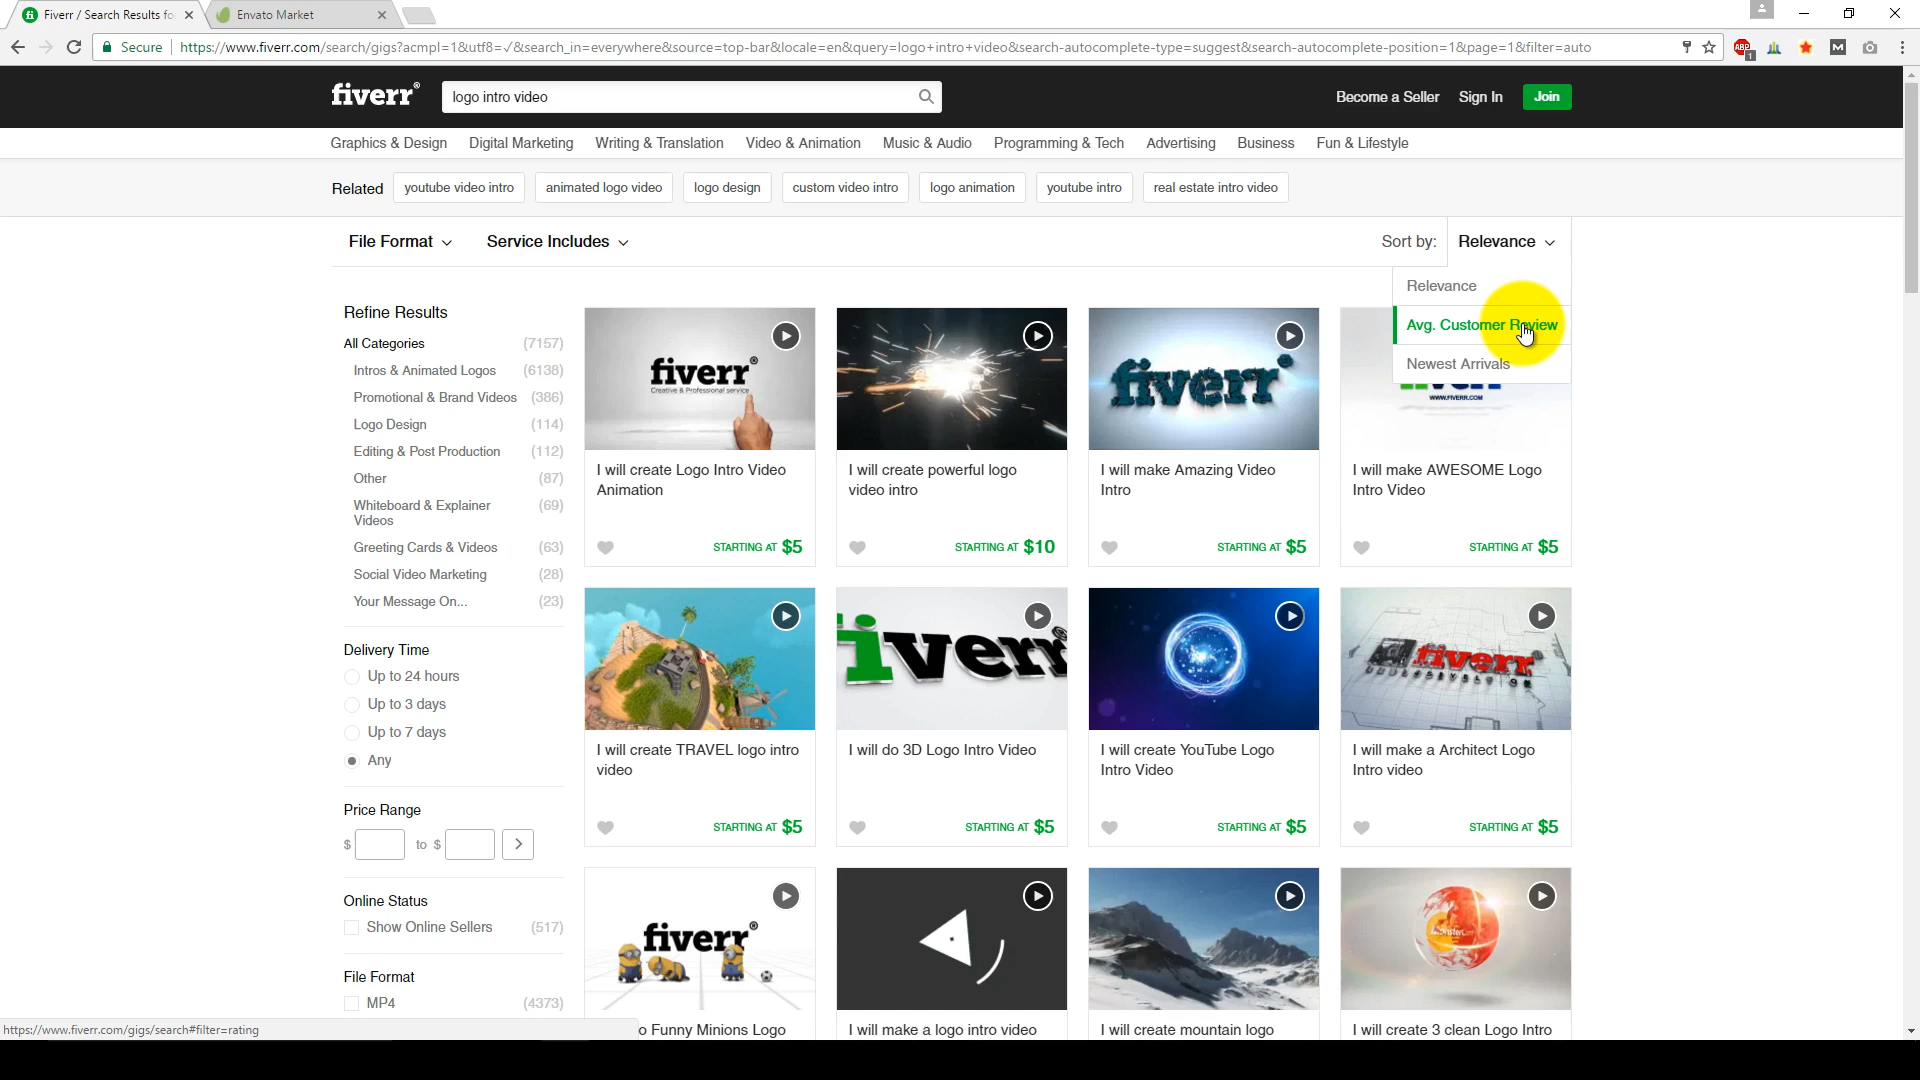 Fiverr / Search Results fo
Envato Market
Secure
https://www.fiverr.com/search/gigs?acmpl=1&utf8=✓&search_in=everywhere&source=top-bar&locale=en&query=logo+intro+video&search-autocomplete-type=suggest&search-autocomplete-position=1&page=1&filter=auto
fiverr®
logo intro video
Become a Seller
Sign In
Join
Graphics & Design
Digital Marketing
Writing & Translation
Video & Animation
Music & Audio
Programming & Tech
Advertising
Business
Fun & Lifestyle
Related
youtube video intro
animated logo video
logo design
custom video intro
logo animation
youtube intro
real estate intro video
File Format
Service Includes
Sort by:
Relevance
Relevance
Avg. Customer Review
Newest Arrivals
Refine Results
All Categories (7157)
Intros & Animated Logos (6138)
Promotional & Brand Videos (386)
Logo Design (114)
Editing & Post Production (112)
Other (87)
Whiteboard & Explainer (69)
Videos
Greeting Cards & Videos (63)
Social Video Marketing (28)
Your Message On... (23)
Delivery Time
Up to 24 hours
Up to 3 days
Up to 7 days
Any
Price Range
$ to $
Online Status
Show Online Sellers (517)
File Format
MP4 (4373)
fiverr®
Creative & Professional service
I will create Logo Intro Video
Animation
STARTING AT $5
I will create powerful logo
video intro
STARTING AT $10
fiverr®
I will make Amazing Video
Intro
STARTING AT $5
WWW.FIVERR.COM
I will make AWESOME Logo
Intro Video
STARTING AT $5
I will create TRAVEL logo intro
video
STARTING AT $5
iverr®
I will do 3D Logo Intro Video
STARTING AT $5
I will create YouTube Logo
Intro Video
STARTING AT $5
fiverr®
I will make a Architect Logo
Intro video
STARTING AT $5
fiverr®
o Funny Minions Logo
I will make a logo intro video
I will create mountain logo
I will create 3 clean Logo Intro
https://www.fiverr.com/gigs/search#filter=rating